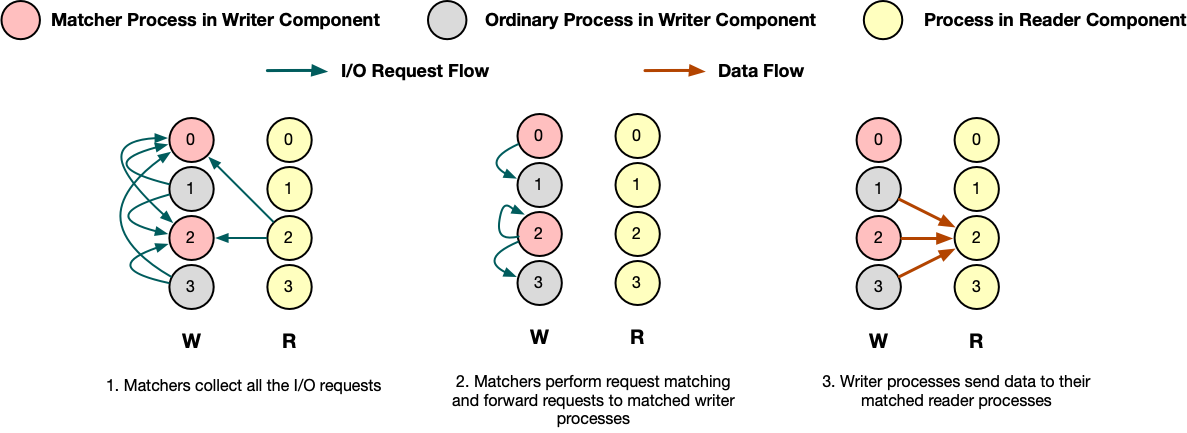 Matcher Process in Writer Component
Ordinary Process in Writer Component
Process in Reader Component
I/O Request Flow
Data Flow
0
0
1
1
2
2
3
3
W
R
1. Matchers collect all the I/O requests
0
0
1
1
2
2
3
3
W
R
2. Matchers perform request matching
and forward requests to matched writer
processes
0
0
1
1
2
2
3
3
W
R
3. Writer processes send data to their
matched reader processes